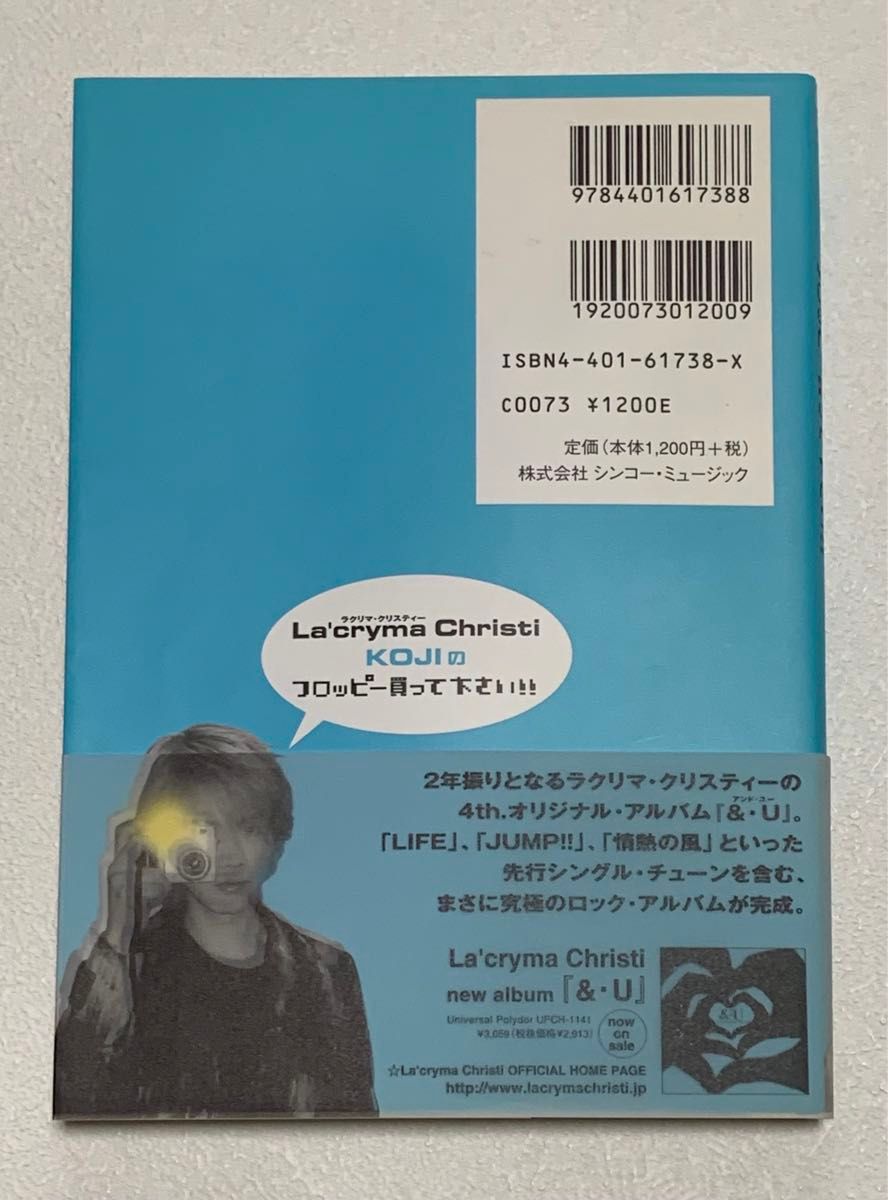 9784401617388
1920073012009
ISBN4-401-61738-X
C0073 ¥1200E
定価(本体1,200円+税)
株式会社 シンコー・ミュージック
ラクリマ・クリスティー
La'cryma Christi
KOJIの
フロッピー買って下さい!!
2年振りとなるラクリマ・クリスティーの
アンド・ユー
4th.オリジナル・アルバム『&・U』。
「LIFE」、「JUMP!!」、「情熱の風」といった
先行シングル・チューンを含む、
まさに究極のロック・アルバムが完成。
La'cryma Christi
new album『&・U』
Universal Polydor UPCH-1141
¥3,059(税抜価格¥2,913)
now
on
sale
&・U
☆La'cryma Christi OFFICIAL HOME PAGE
http://www.lacrymachristi.jp